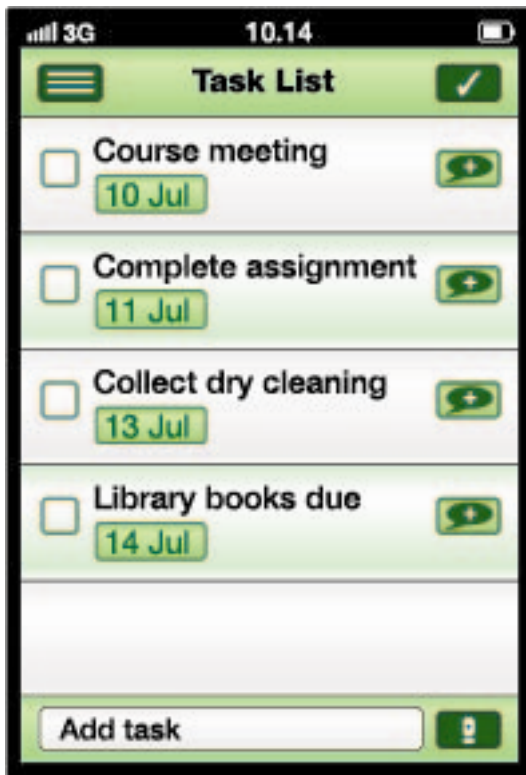 3G 10.14
Task List
Course meeting
10 Jul
Complete assignment
11 Jul
Collect dry cleaning
13 Jul
Library books due
14 Jul
Add task